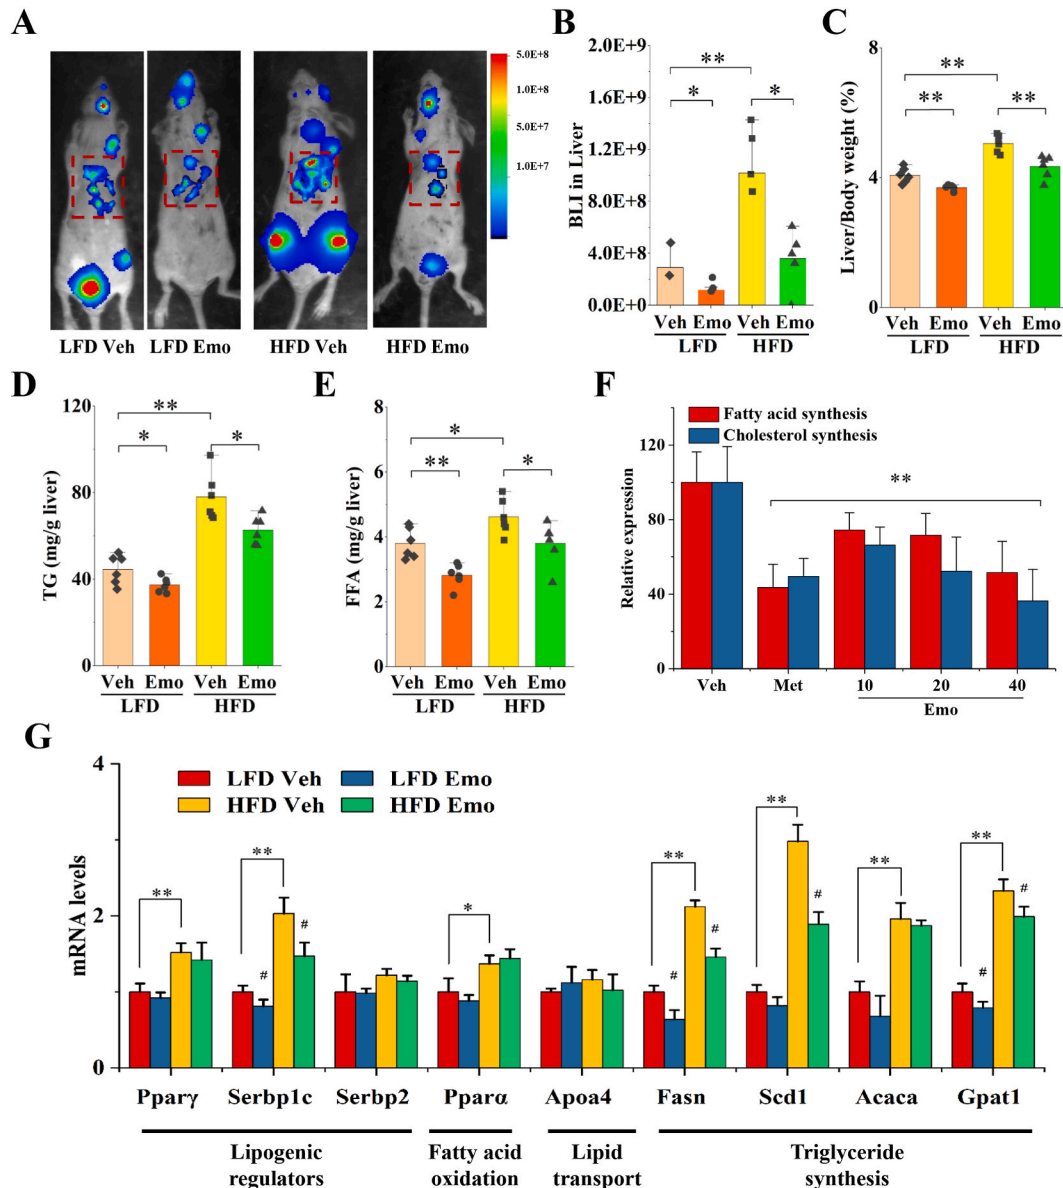 A
5.0E+8
1.0E+8
5.0E+7
1.0E+7
LFD Veh
LFD Emo
HFD Veh
HFD Emo
B
BLI in Liver
2.0E+9
1.6E+9
1.2E+9
8.0E+8
4.0E+8
0.0E+0
**
*
*
Veh Emo Veh Emo
LFD HFD
C
Liver/Body weight (%)
8
4
0
**
**
**
Veh Emo Veh Emo
LFD HFD
D
TG (mg/g liver)
120
80
40
0
**
*
*
Veh Emo Veh Emo
LFD HFD
E
FFA (mg/g liver)
8
6
4
2
0
*
**
*
Veh Emo Veh Emo
LFD HFD
F
Relative expression
120
80
40
0
Fatty acid synthesis
Cholesterol synthesis
**
Veh Met 10 20 40
Emo
G
mRNA levels
4
2
0
LFD Veh LFD Emo
HFD Veh HFD Emo
**
**
#
#
*
**
#
#
**
#
**
**
#
#
Pparγ Serbp1c Serbp2 Pparα Apoa4 Fasn Scd1 Acaca Gpat1
Lipogenic regulators
Fatty acid oxidation
Lipid transport
Triglyceride synthesis